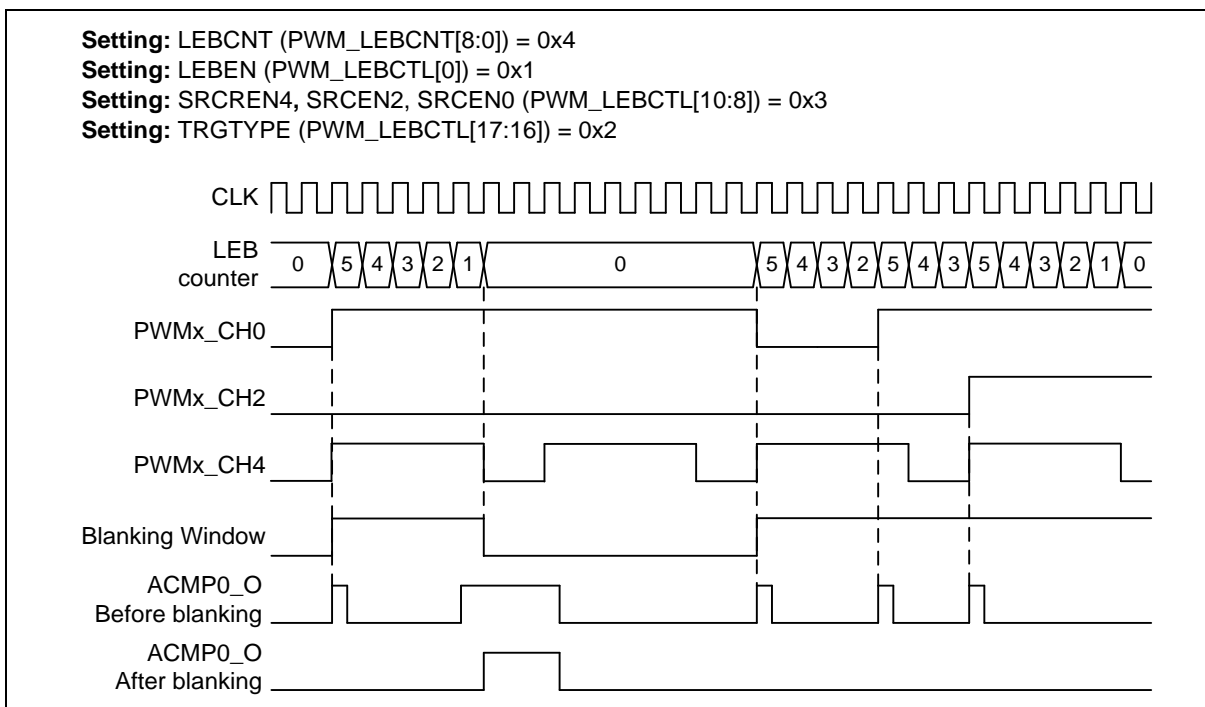 Setting: LEBCNT (PWM_LEBCNT[8:0]) = 0x4
Setting: LEBEN (PWM_LEBCTL[0]) = 0x1
Setting: SRCREN4, SRCEN2, SRCEN0 (PWM_LEBCTL[10:8]) = 0x3
Setting: TRGTYPE (PWM_LEBCTL[17:16]) = 0x2
CLK
LEB
counter
0 5 4 3 2 1 0 5 4 3 2 5 4 3 5 4 3 2 1 0
PWMx_CH0
PWMx_CH2
PWMx_CH4
Blanking Window
ACMP0_O
Before blanking
ACMP0_O
After blanking